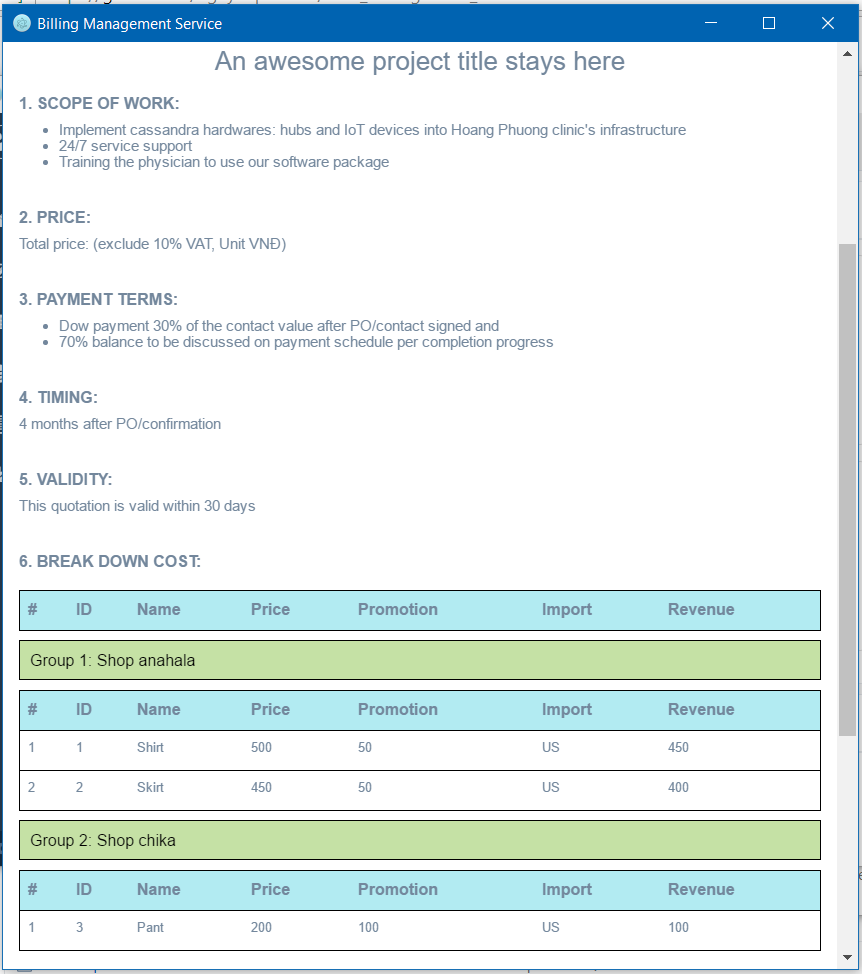 Billing Management Service
An awesome project title stays here
1. SCOPE OF WORK:
• Implement cassandra hardwares: hubs and IoT devices into Hoang Phuong clinic's infrastructure
• 24/7 service support
• Training the physician to use our software package
2. PRICE:
Total price: (exclude 10% VAT, Unit VNĐ)
3. PAYMENT TERMS:
• Dow payment 30% of the contact value after PO/contact signed and
• 70% balance to be discussed on payment schedule per completion progress
4. TIMING:
4 months after PO/confirmation
5. VALIDITY:
This quotation is valid within 30 days
6. BREAK DOWN COST:
# ID Name Price Promotion Import Revenue
Group 1: Shop anahala
# ID Name Price Promotion Import Revenue
1 1 Shirt 500 50 US 450
2 2 Skirt 450 50 US 400
Group 2: Shop chika
# ID Name Price Promotion Import Revenue
1 3 Pant 200 100 US 100